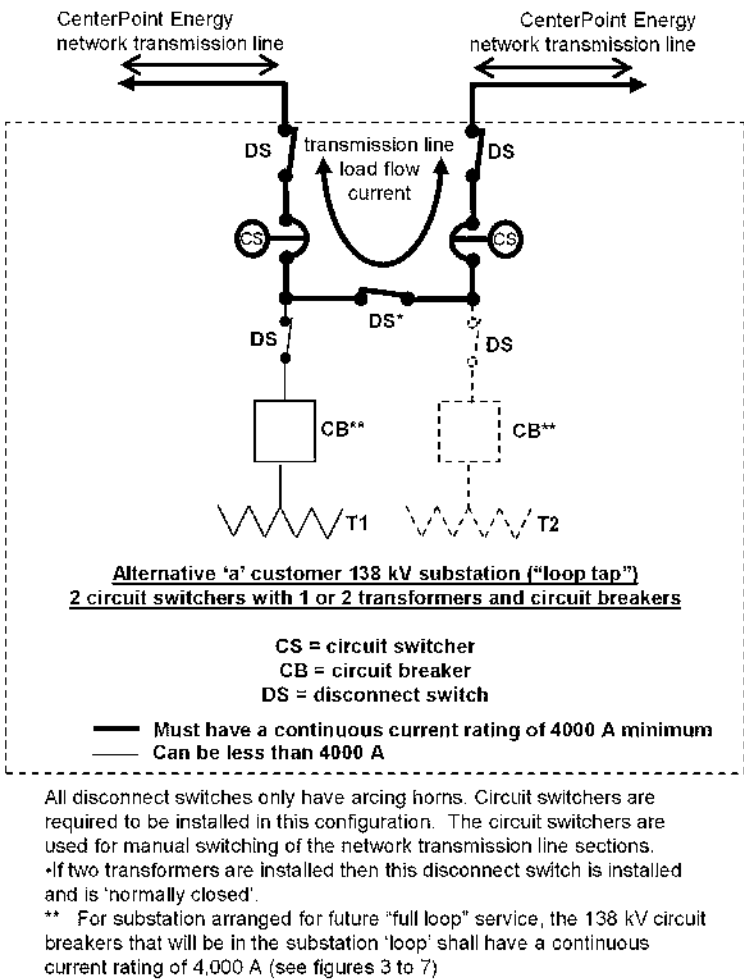 CenterPoint Energy
network transmission line
CenterPoint Energy
network transmission line
DS
transmission line
load flow
current
DS
CS
CS
DS*
DS
DS
CB**
CB**
T1
T2
Alternative ‘a’ customer 138 kV substation (“loop tap”)
2 circuit switchers with 1 or 2 transformers and circuit breakers
CS = circuit switcher
CB = circuit breaker
DS = disconnect switch
Must have a continuous current rating of 4000 A minimum
Can be less than 4000 A
All disconnect switches only have arcing horns. Circuit switchers are
required to be installed in this configuration. The circuit switchers are
used for manual switching of the network transmission line sections.
•If two transformers are installed then this disconnect switch is installed
and is ‘normally closed’.
** For substation arranged for future “full loop” service, the 138 kV circuit
breakers that will be in the substation ‘loop’ shall have a continuous
current rating of 4,000 A (see figures 3 to 7)